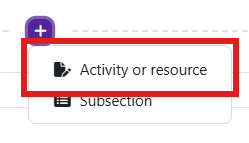 Activity or resource
Subsection